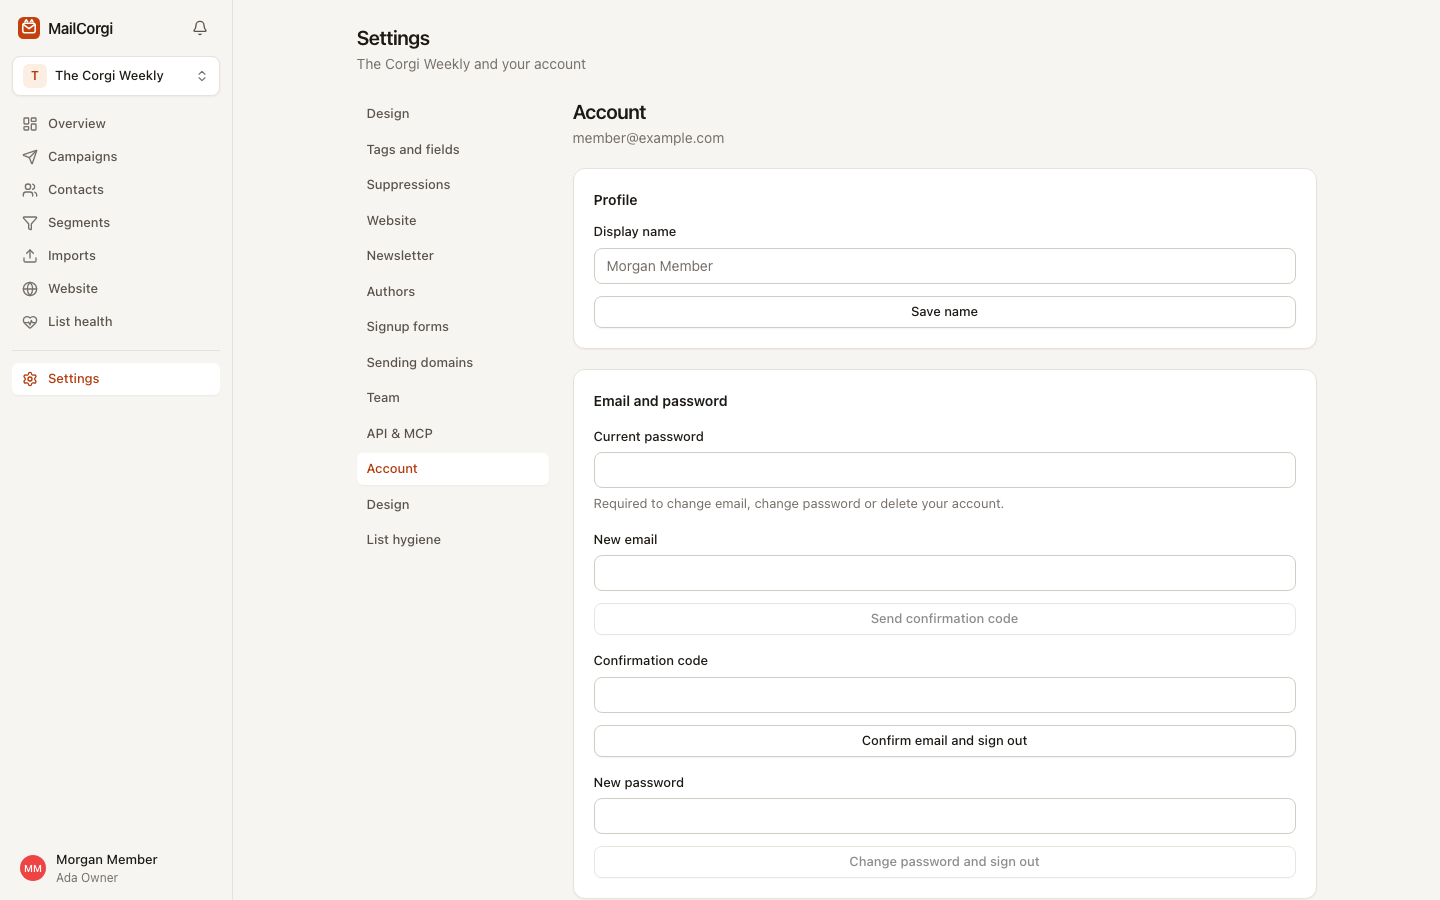 MailCorgi
T
The Corgi Weekly
Overview
Campaigns
Contacts
Segments
Imports
Website
List health
Settings
MM
Morgan Member
Ada Owner
Settings
The Corgi Weekly and your account
Design
Tags and fields
Suppressions
Website
Newsletter
Authors
Signup forms
Sending domains
Team
API & MCP
Account
Design
List hygiene
Account
member@example.com
Profile
Display name
Morgan Member
Save name
Email and password
Current password
Required to change email, change password or delete your account.
New email
Send confirmation code
Confirmation code
Confirm email and sign out
New password
Change password and sign out